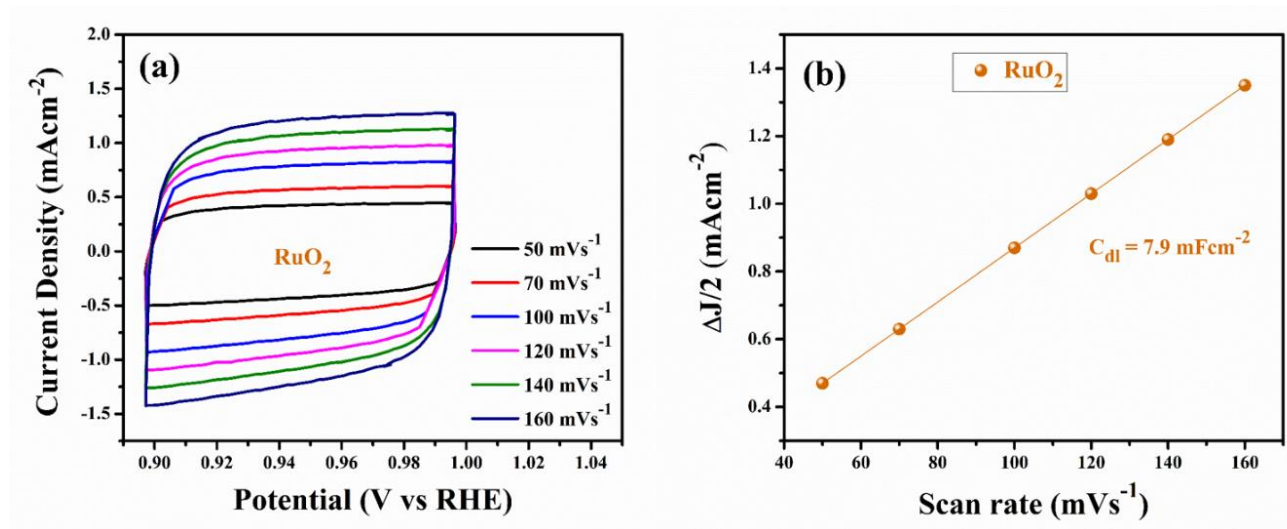 (a)
2.0
1.5
1.0
0.5
0.0
-0.5
-1.0
-1.5
Current Density (mAcm⁻²)
RuO₂
50 mVs⁻¹
70 mVs⁻¹
100 mVs⁻¹
120 mVs⁻¹
140 mVs⁻¹
160 mVs⁻¹
0.90 0.92 0.94 0.96 0.98 1.00 1.02 1.04
Potential (V vs RHE)
(b)
RuO₂
1.4
1.2
1.0
0.8
0.6
0.4
ΔJ/2 (mAcm⁻²)
C_dl = 7.9 mFcm⁻²
40 60 80 100 120 140 160
Scan rate (mVs⁻¹)